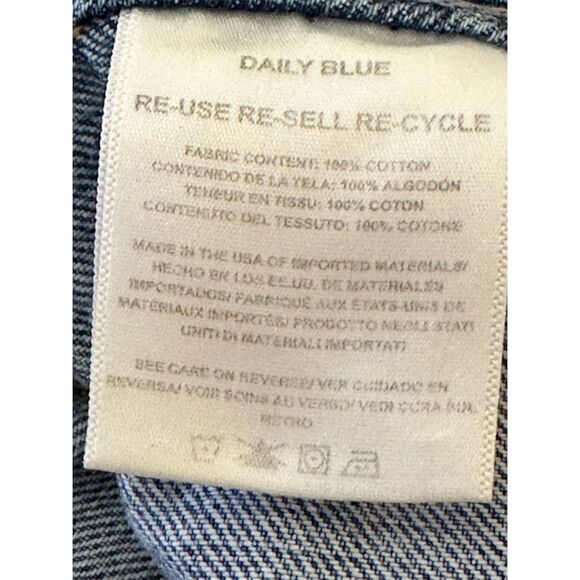 DAILY BLUE
RE-USE RE-SELL RE-CYCLE
FABRIC CONTENT: 100% COTTON
CONTENIDO DE LA TELA: 100% ALGODÓN
TENEUR EN TISSU: 100% COTON
CONTENUTO DEL TESSUTO: 100% COTONE
MADE IN THE USA OF IMPORTED MATERIALS/
HECHO EN LOS EE.UU. DE MATERIALES
IMPORTADOS/ FABRIQUÉ AUX ÉTATS-UNIS DE
MATERIAUX IMPORTÉS/ PRODOTTO NEGLI STATI
UNITI DI MATERIALI IMPORTATI
SEE CARE ON REVERSE/ VER CUIDADO EN
REVERSA/ VOIR SOINS AU VERSO/ VEDI CURA SUL
RETRO